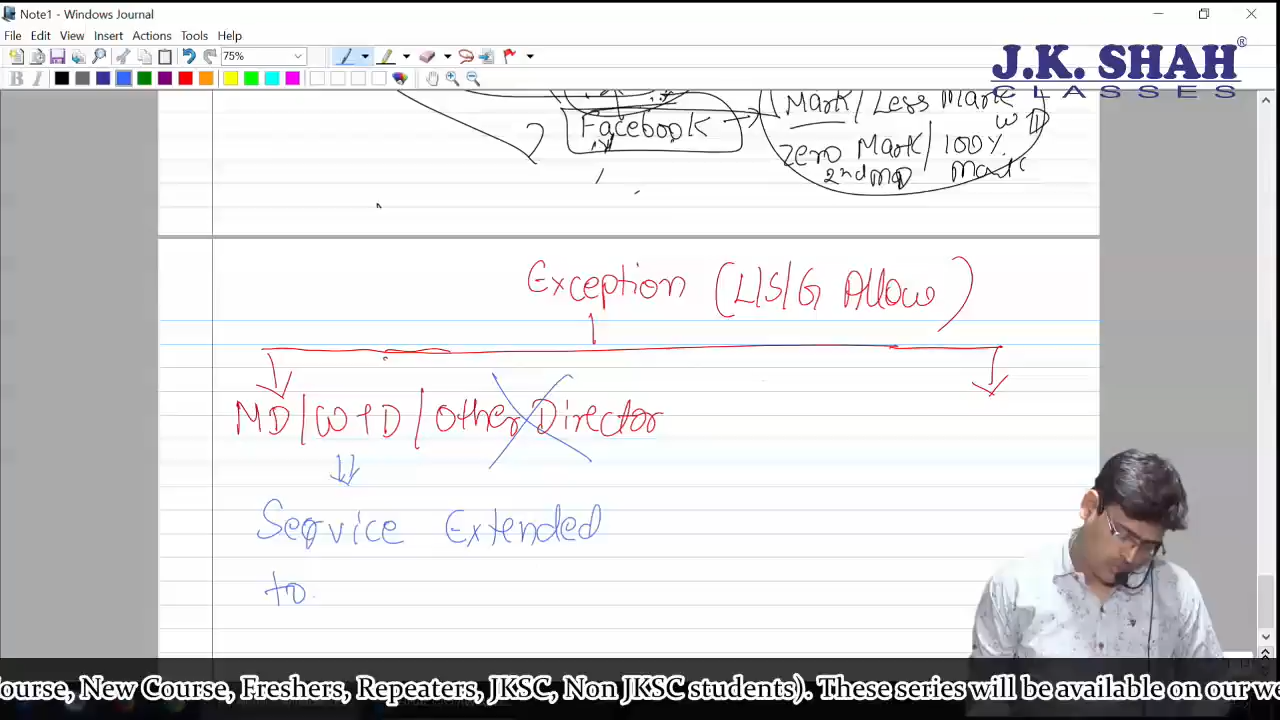 Note1 - Windows Journal
File Edit View Insert Actions Tools Help
75%
B I
J.K. SHAH®
CLASSES
Mark / Less Mark
Facebook
Zero Mark / 100%
2nd MD Mark
Exception (L/S/G Allow)
MD / WTD / Other Director
Service Extended
to
Course, New Course, Freshers, Repeaters, JKSC, Non JKSC students). These series will be available on our we